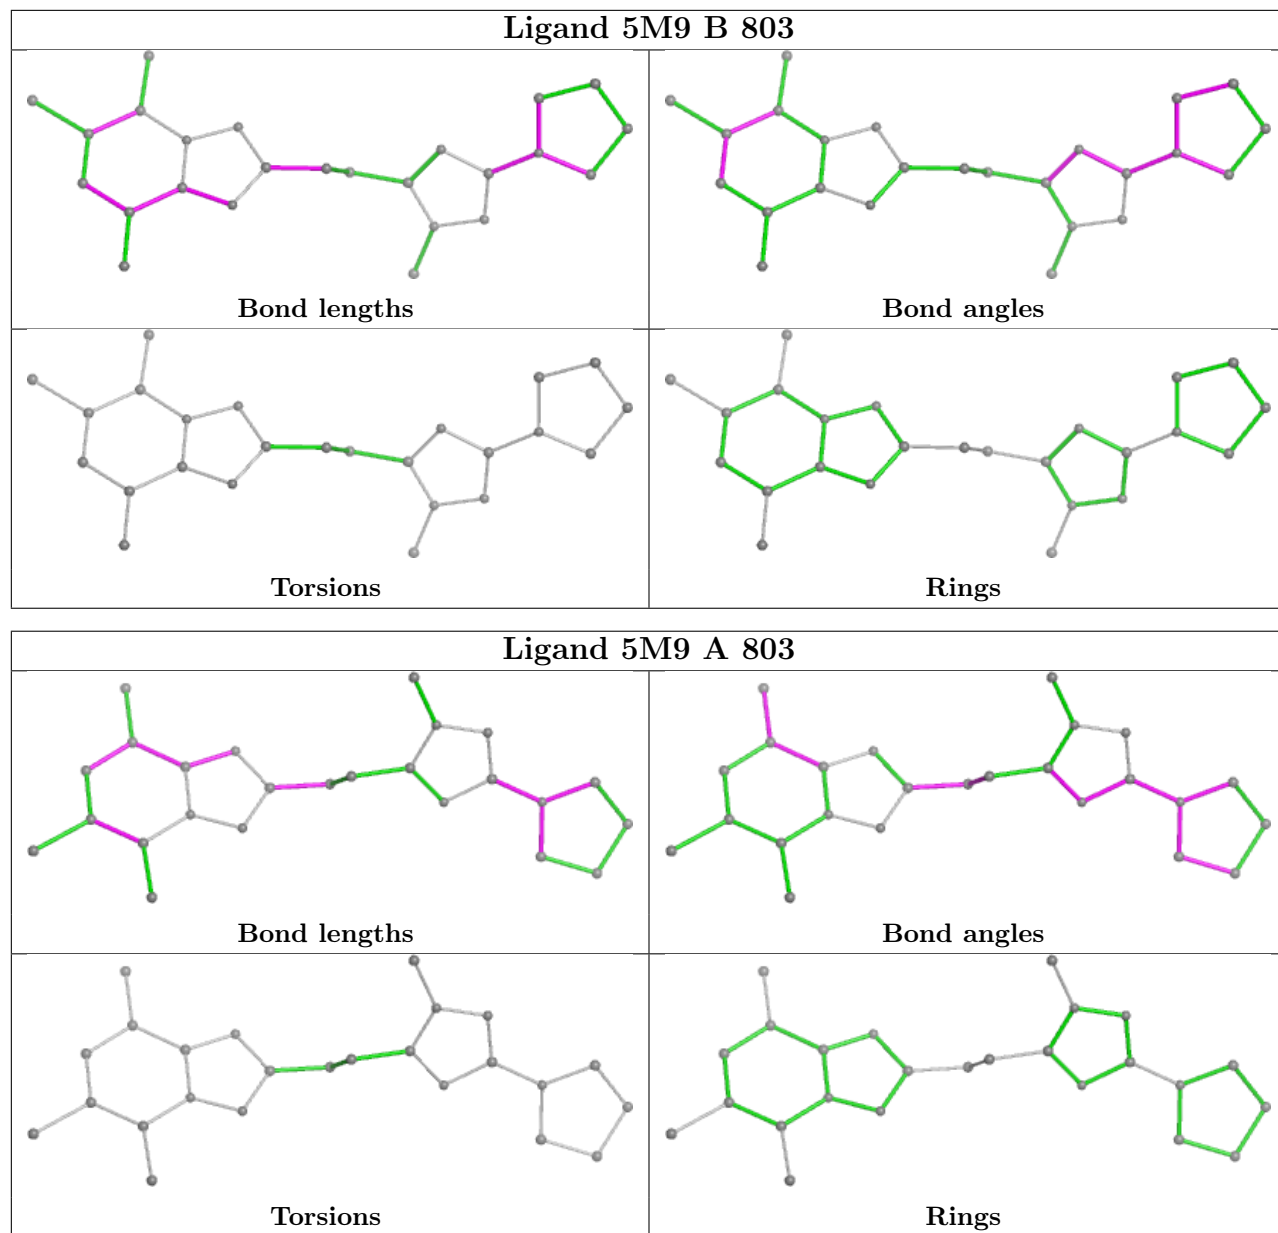 Ligand 5M9 B 803
Bond lengths
Bond angles
Torsions
Rings
Ligand 5M9 A 803
Bond lengths
Bond angles
Torsions
Rings